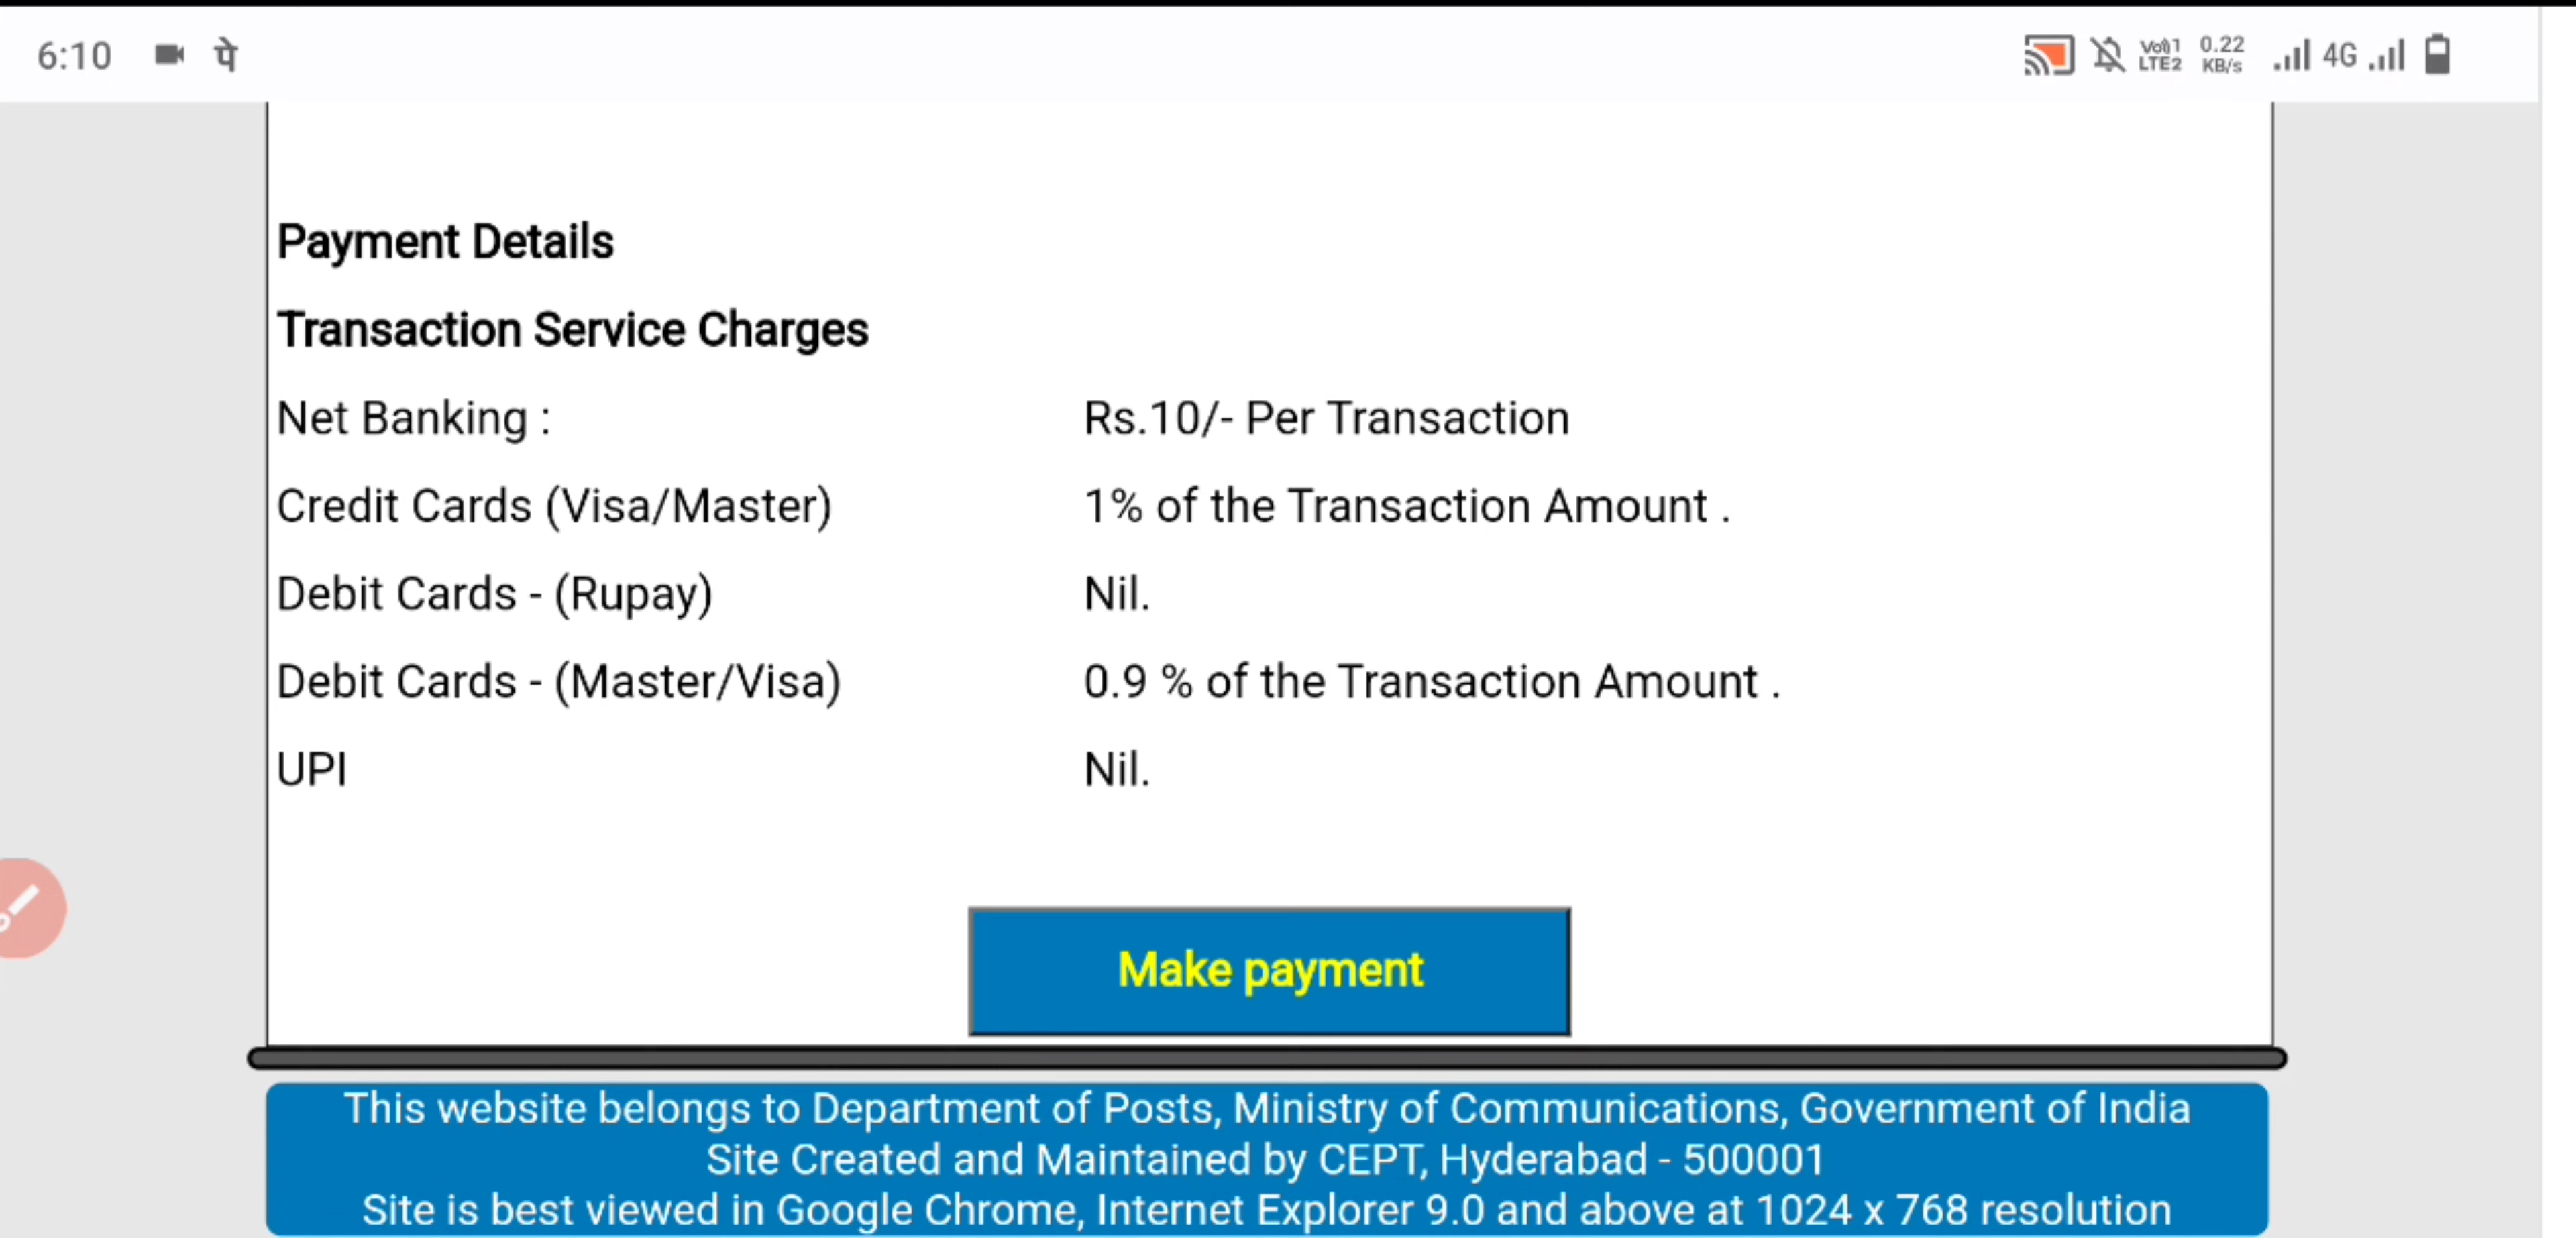 6:10 पे Vo))1 LTE2 0.22 KB/s 4G
Payment Details
Transaction Service Charges
Net Banking : Rs.10/- Per Transaction
Credit Cards (Visa/Master) 1% of the Transaction Amount .
Debit Cards - (Rupay) Nil.
Debit Cards - (Master/Visa) 0.9 % of the Transaction Amount .
UPI Nil.
Make payment
This website belongs to Department of Posts, Ministry of Communications, Government of India
Site Created and Maintained by CEPT, Hyderabad - 500001
Site is best viewed in Google Chrome, Internet Explorer 9.0 and above at 1024 x 768 resolution